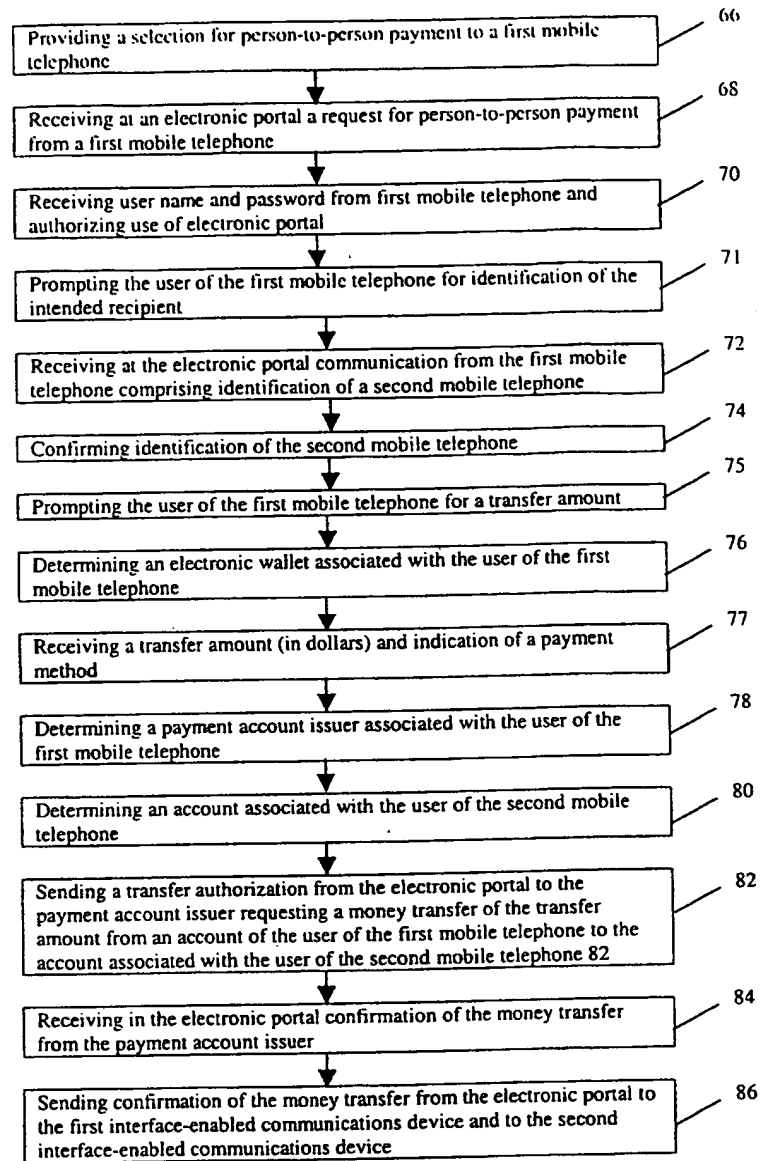 66
Providing a selection for person-to-person payment to a first mobile
telephone
68
Receiving at an electronic portal a request for person-to-person payment
from a first mobile telephone
70
Receiving user name and password from first mobile telephone and
authorizing use of electronic portal
71
Prompting the user of the first mobile telephone for identification of the
intended recipient
72
Receiving at the electronic portal communication from the first mobile
telephone comprising identification of a second mobile telephone
74
Confirming identification of the second mobile telephone
75
Prompting the user of the first mobile telephone for a transfer amount
76
Determining an electronic wallet associated with the user of the first
mobile telephone
77
Receiving a transfer amount (in dollars) and indication of a payment
method
78
Determining a payment account issuer associated with the user of the
first mobile telephone
80
Determining an account associated with the user of the second mobile
telephone
82
Sending a transfer authorization from the electronic portal to the
payment account issuer requesting a money transfer of the transfer
amount from an account of the user of the first mobile telephone to the
account associated with the user of the second mobile telephone 82
84
Receiving in the electronic portal confirmation of the money transfer
from the payment account issuer
86
Sending confirmation of the money transfer from the electronic portal to
the first interface-enabled communications device and to the second
interface-enabled communications device